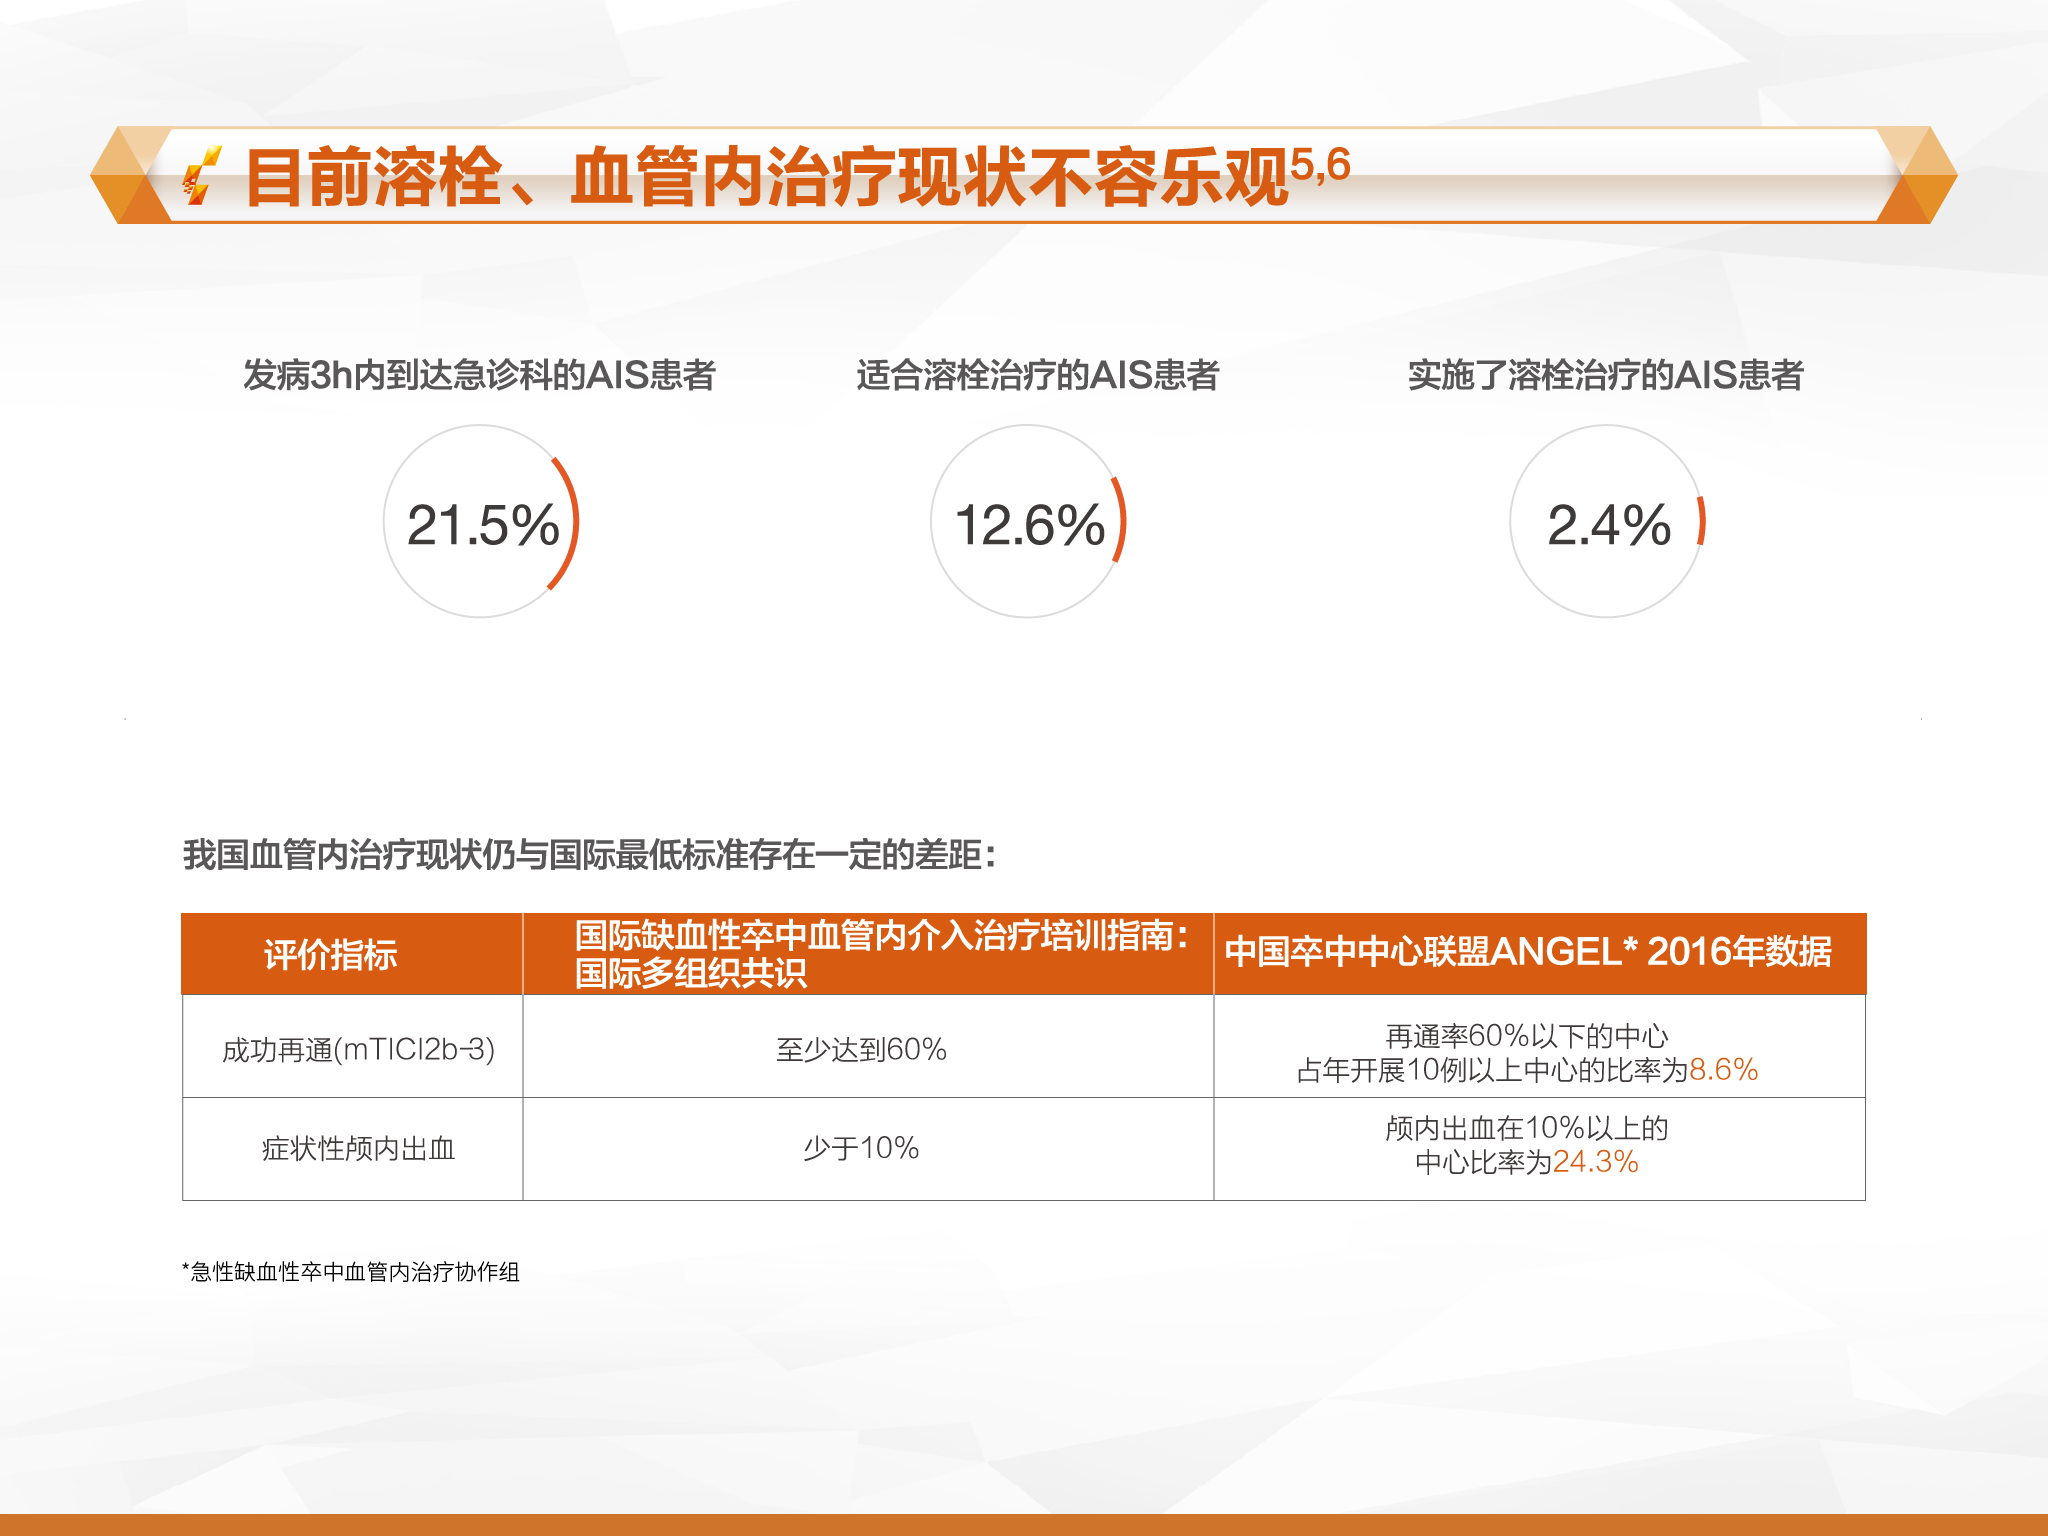 目前溶栓、血管内治疗现状不容乐观5,6
发病3h内到达急诊科的AIS患者
适合溶栓治疗的AIS患者
实施了溶栓治疗的AIS患者
21.5%
12.6%
2.4%
我国血管内治疗现状仍与国际最低标准存在一定的差距：
评价指标
国际缺血性卒中血管内介入治疗培训指南：
国际多组织共识
中国卒中中心联盟ANGEL* 2016年数据
成功再通(mTICI2b-3)
至少达到60%
再通率60%以下的中心
占年开展10例以上中心的比率为8.6%
症状性颅内出血
少于10%
颅内出血在10%以上的
中心比率为24.3%
*急性缺血性卒中血管内治疗协作组